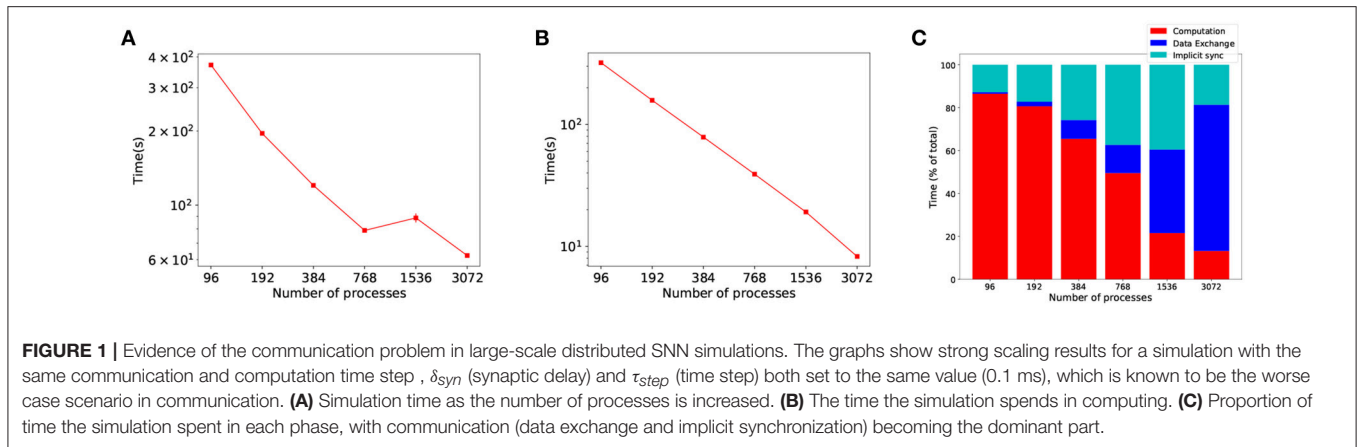 A
4 × 10²
3 × 10²
2 × 10²
10²
6 × 10¹
Time(s)
96 192 384 768 1536 3072
Number of processes
B
10²
10¹
Time(s)
96 192 384 768 1536 3072
Number of processes
C
Computation
Data Exchange
Implicit sync
100
80
60
40
20
0
Time (% of total)
96 192 384 768 1536 3072
Number of processes
FIGURE 1 | Evidence of the communication problem in large-scale distributed SNN simulations. The graphs show strong scaling results for a simulation with the
same communication and computation time step , δsyn (synaptic delay) and τstep (time step) both set to the same value (0.1 ms), which is known to be the worse
case scenario in communication. (A) Simulation time as the number of processes is increased. (B) The time the simulation spends in computing. (C) Proportion of
time the simulation spent in each phase, with communication (data exchange and implicit synchronization) becoming the dominant part.